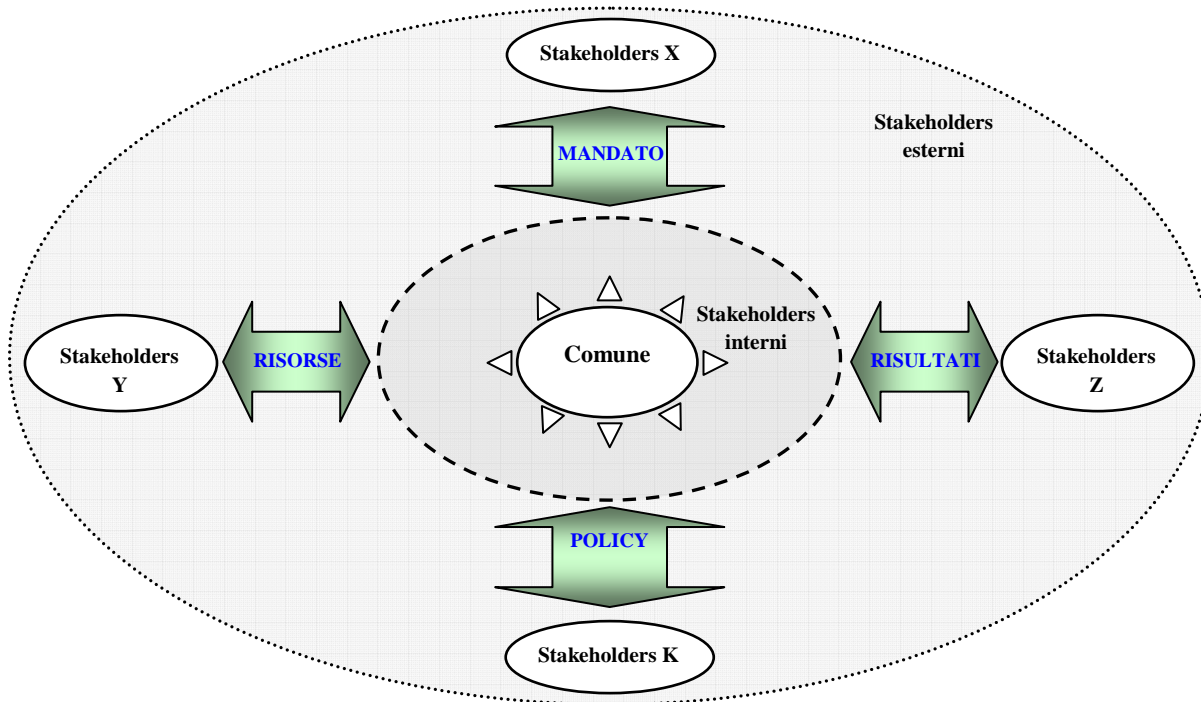 Stakeholders X
Stakeholders
esterni
MANDATO
Stakeholders
interni
Comune
Stakeholders
Y
RISORSE
RISULTATI
Stakeholders
Z
POLICY
Stakeholders K